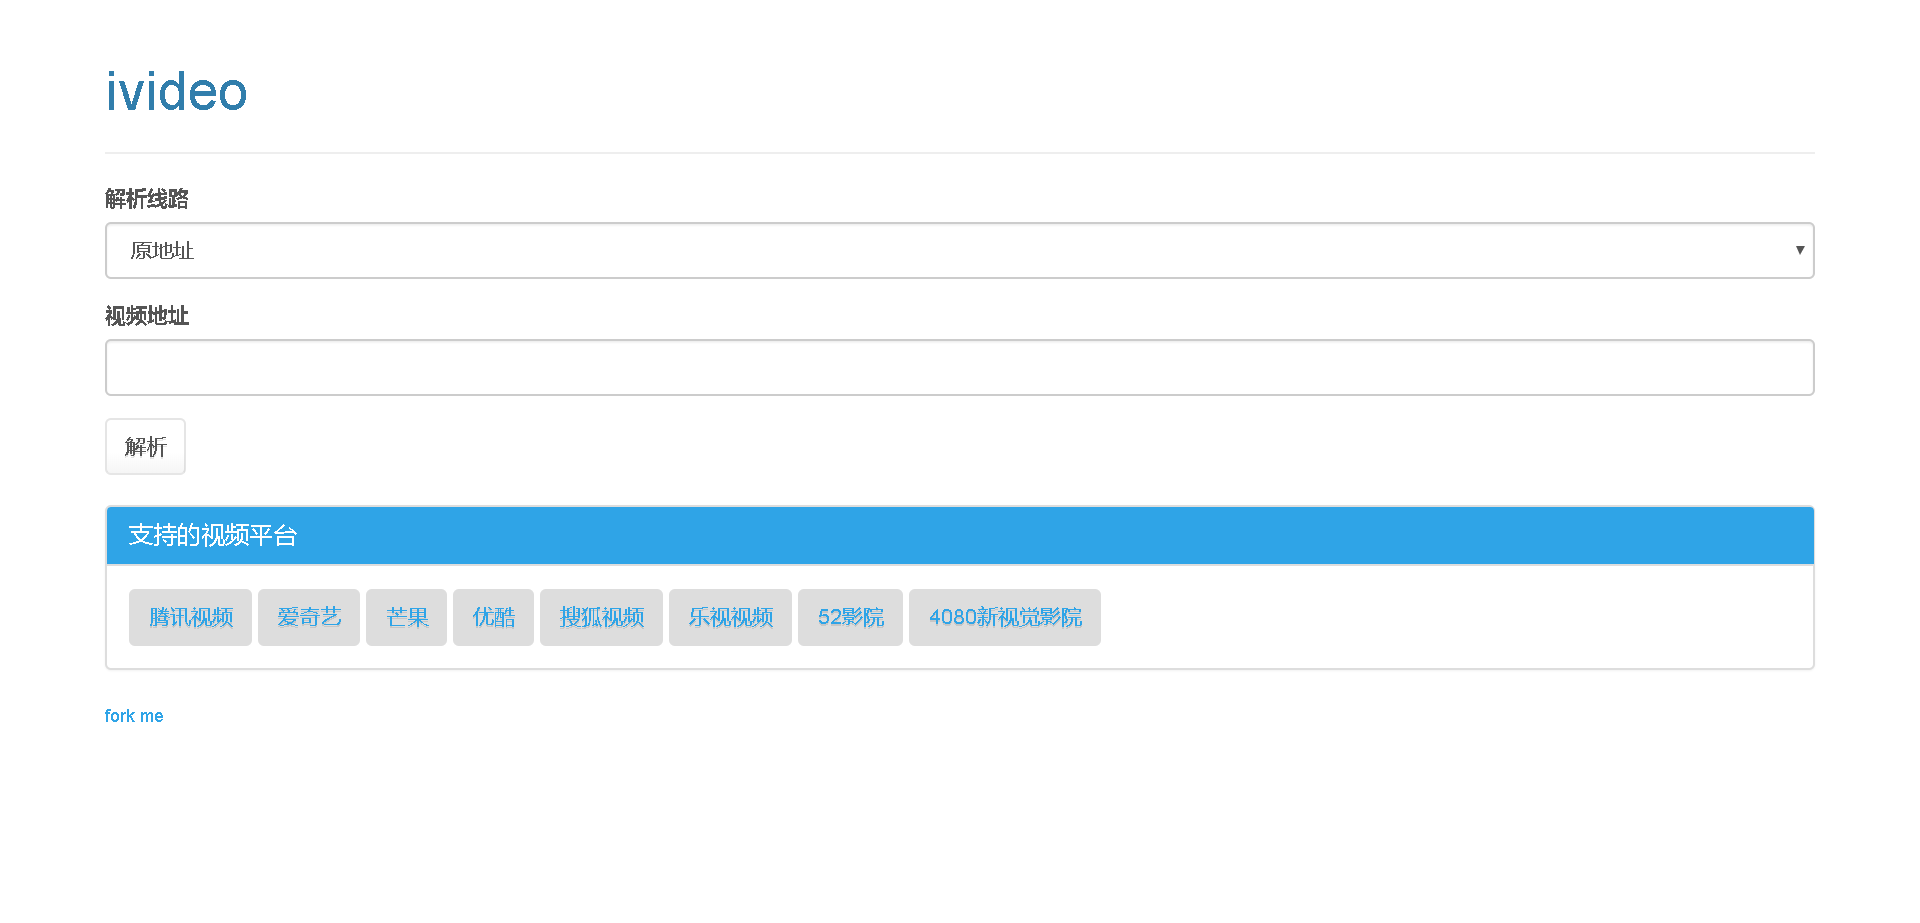 ivideo
解析线路
原地址
视频地址
解析
支持的视频平台
腾讯视频 爱奇艺 芒果 优酷 搜狐视频 乐视视频 52影院 4080新视觉影院
fork me